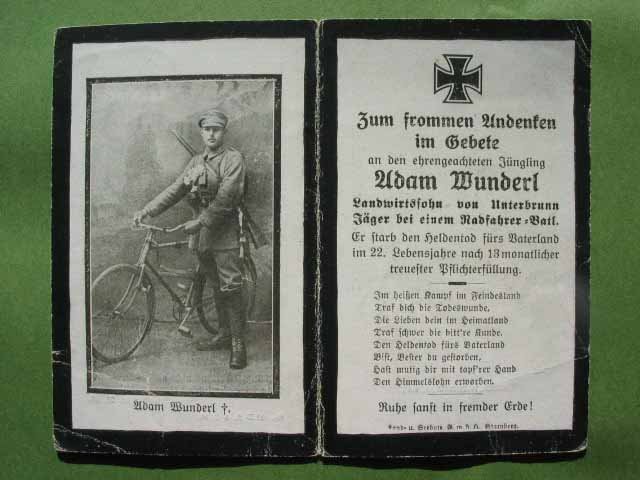 Adam Wunderl †.
Zum frommen Andenken
im Gebete
an den ehrengeachteten Jüngling
Adam Wunderl
Landwirtssohn von Unterbrunn
Jäger bei einem Radfahrer-Batl.
Er starb den Heldentod fürs Vaterland
im 22. Lebensjahre nach 13monatlicher
treuester Pflichterfüllung.
Im heißen Kampf im Feindesland
Traf dich die Todeswunde,
Die Lieben dein im Heimatland
Traf schwer die bitt're Kunde.
Den Heldentod fürs Vaterland
Bist, Bester du gestorben,
Hast mutig dir mit tapf'rer Hand
Den Himmelslohn erworben.
Ruhe sanft in fremder Erde!
Land- u. Seebote G. m. b. H. Starnberg.